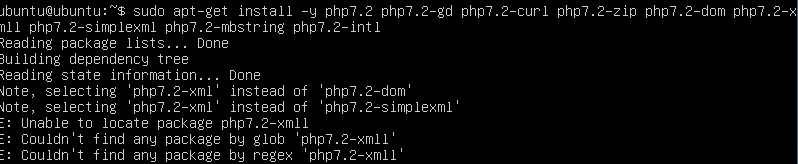 ubuntu@ubuntu:~$ sudo apt-get install -y php7.2 php7.2-gd php7.2-curl php7.2-zip php7.2-dom php7.2-x
mll php7.2-simplexml php7.2-mbstring php7.2-intl
Reading package lists... Done
Building dependency tree
Reading state information... Done
Note, selecting 'php7.2-xml' instead of 'php7.2-dom'
Note, selecting 'php7.2-xml' instead of 'php7.2-simplexml'
E: Unable to locate package php7.2-xmll
E: Couldn't find any package by glob 'php7.2-xmll'
E: Couldn't find any package by regex 'php7.2-xmll'